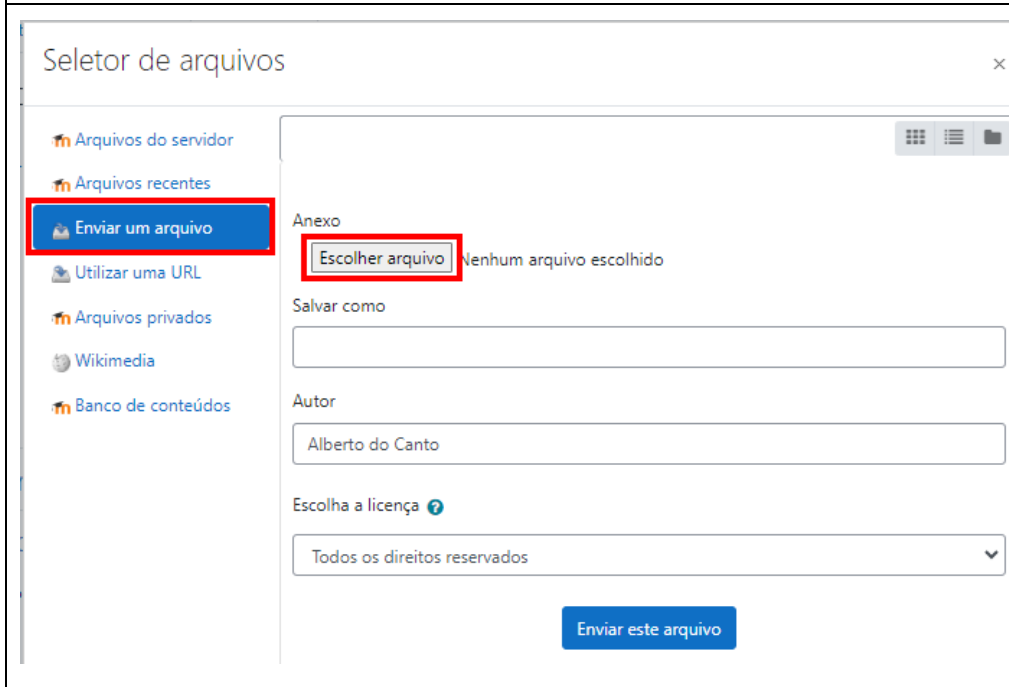 Seletor de arquivos
×
Arquivos do servidor
Arquivos recentes
Enviar um arquivo
Utilizar uma URL
Arquivos privados
Wikimedia
Banco de conteúdos
Anexo
Escolher arquivo Nenhum arquivo escolhido
Salvar como
Autor
Alberto do Canto
Escolha a licença ?
Todos os direitos reservados
Enviar este arquivo